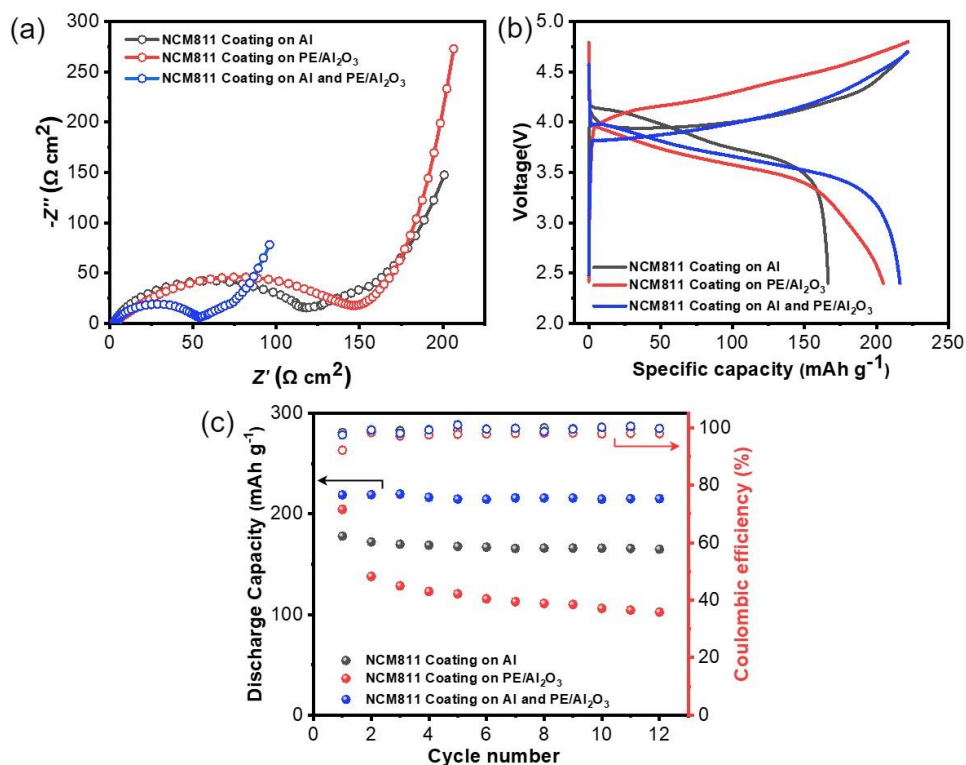 (a)
300
250
200
150
100
50
0
-Z″ (Ω cm²)
NCM811 Coating on Al
NCM811 Coating on PE/Al₂O₃
NCM811 Coating on Al and PE/Al₂O₃
0 50 100 150 200
Z′ (Ω cm²)
(b)
5.0
4.5
4.0
3.5
3.0
2.5
2.0
Voltage(V)
NCM811 Coating on Al
NCM811 Coating on PE/Al₂O₃
NCM811 Coating on Al and PE/Al₂O₃
0 50 100 150 200 250
Specific capacity (mAh g⁻¹)
(c)
300
200
100
0
Discharge Capacity (mAh g⁻¹)
NCM811 Coating on Al
NCM811 Coating on PE/Al₂O₃
NCM811 Coating on Al and PE/Al₂O₃
100
80
60
40
20
0
Coulombic efficiency (%)
0 2 4 6 8 10 12
Cycle number